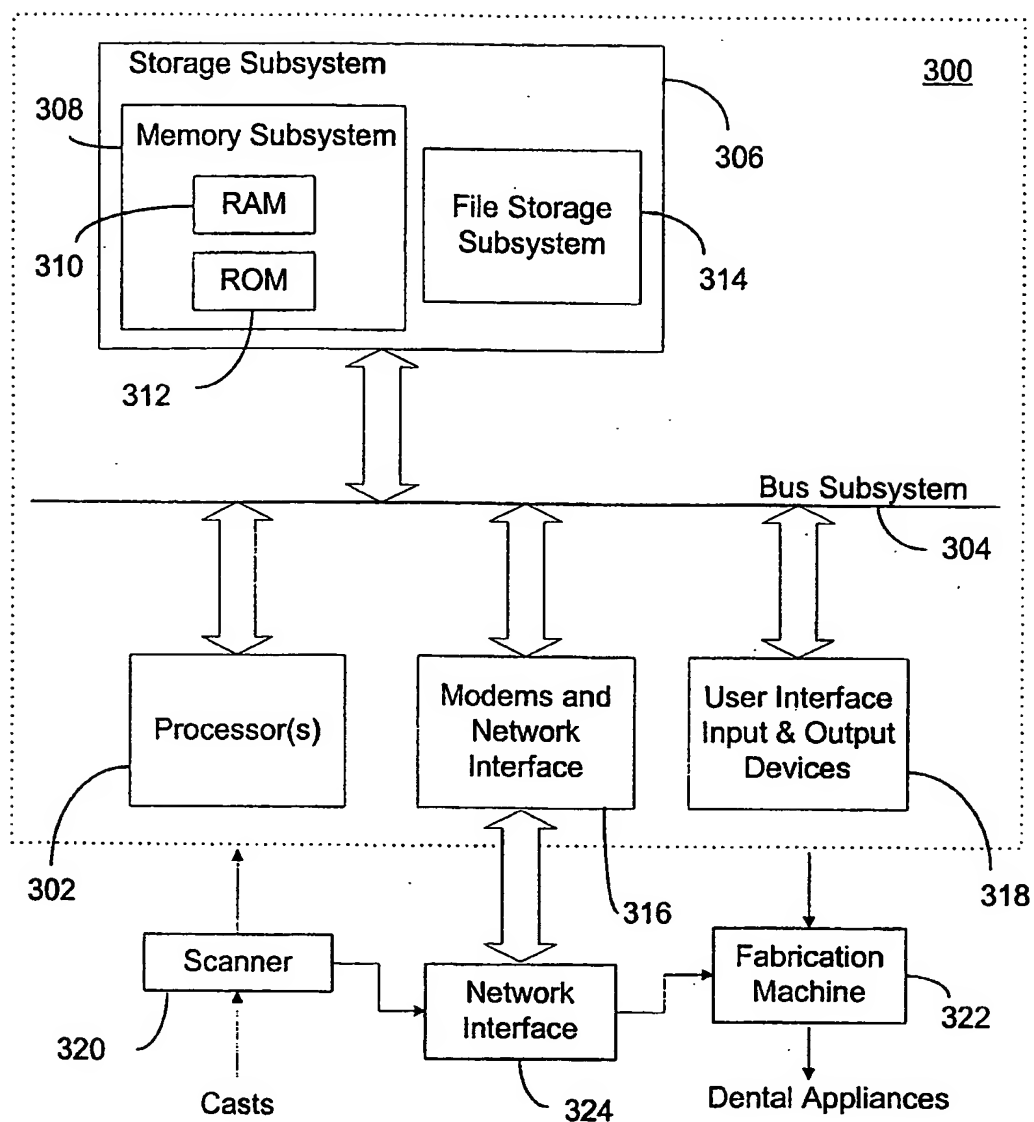 Storage Subsystem
300
308
Memory Subsystem
306
RAM
File Storage
Subsystem
310
ROM
314
312
Bus Subsystem
304
Processor(s)
Modems and
Network
Interface
User Interface
Input & Output
Devices
302
316
318
Scanner
Network
Interface
Fabrication
Machine
320
322
Casts
324
Dental Appliances